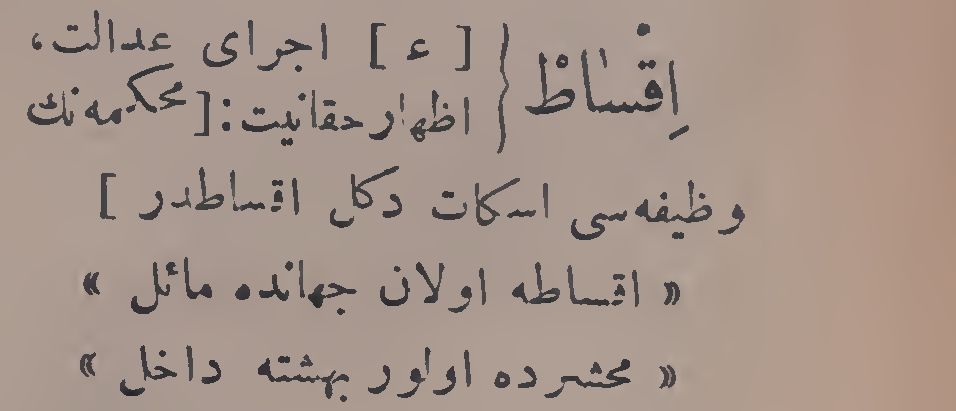 اِقْسَاطْ { [ ع ] اجرای عدالت،
اظهار حقانیت : [ محکمه‌نك
وظیفه‌سی اسکات دکل اقساطدر ]
« اقساطه اولان جهانده مائل »
« محشرده اولور بهشته داخل »